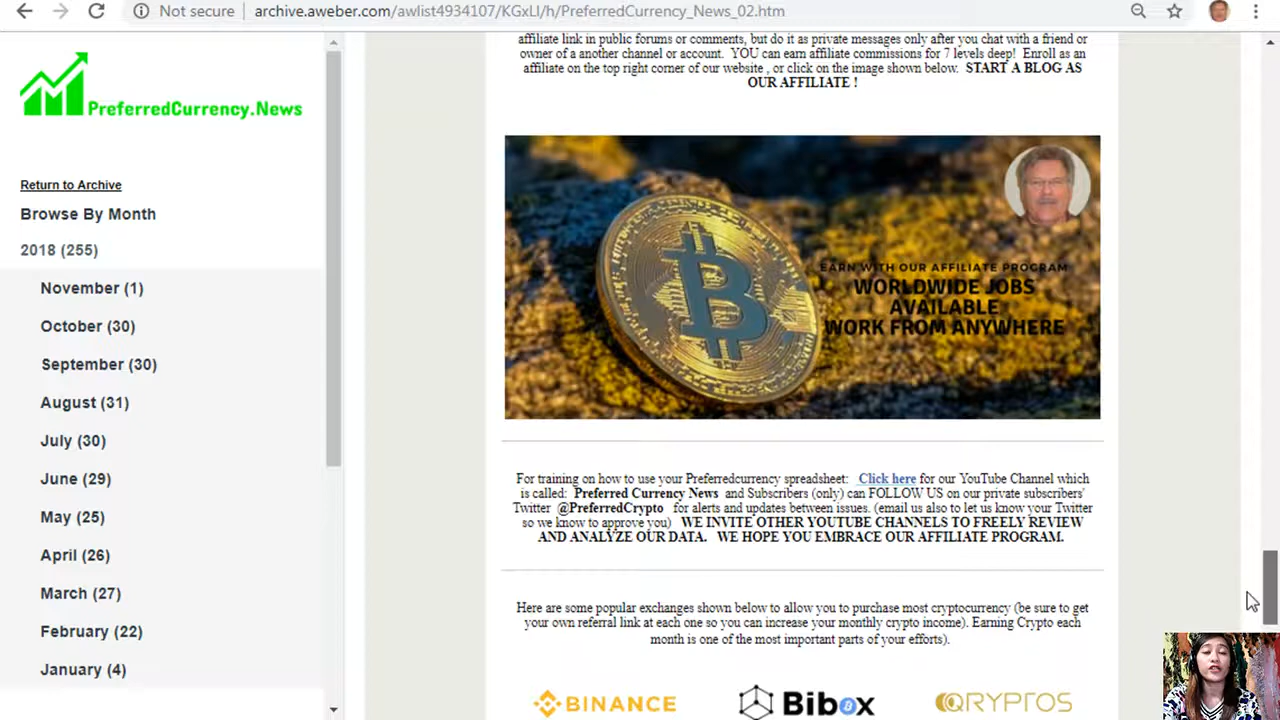 Not secure
archive.aweber.com/awlist4934107/KGxLI/h/PreferredCurrency_News_02.htm
PreferredCurrency.News
Return to Archive
Browse By Month
2018 (255)
November (1)
October (30)
September (30)
August (31)
July (30)
June (29)
May (25)
April (26)
March (27)
February (22)
January (4)
affiliate link in public forums or comments, but do it as private messages only after you chat with a friend or
owner of a another channel or account. YOU can earn affiliate commissions for 7 levels deep! Enroll as an
affiliate on the top right corner of our website , or click on the image shown below. START A BLOG AS
OUR AFFILIATE !
EARN WITH OUR AFFILIATE PROGRAM
WORLDWIDE JOBS
AVAILABLE
WORK FROM ANYWHERE
For training on how to use your Preferredcurrency spreadsheet: Click here for our YouTube Channel which
is called: Preferred Currency News and Subscribers (only) can FOLLOW US on our private subscribers'
Twitter @PreferredCrypto for alerts and updates between issues. (email us also to let us know your Twitter
so we know to approve you) WE INVITE OTHER YOUTUBE CHANNELS TO FREELY REVIEW
AND ANALYZE OUR DATA. WE HOPE YOU EMBRACE OUR AFFILIATE PROGRAM.
Here are some popular exchanges shown below to allow you to purchase most cryptocurrency (be sure to get
your own referral link at each one so you can increase your monthly crypto income). Earning Crypto each
month is one of the most important parts of your efforts).
BINANCE
Bibox
QRYPTOS